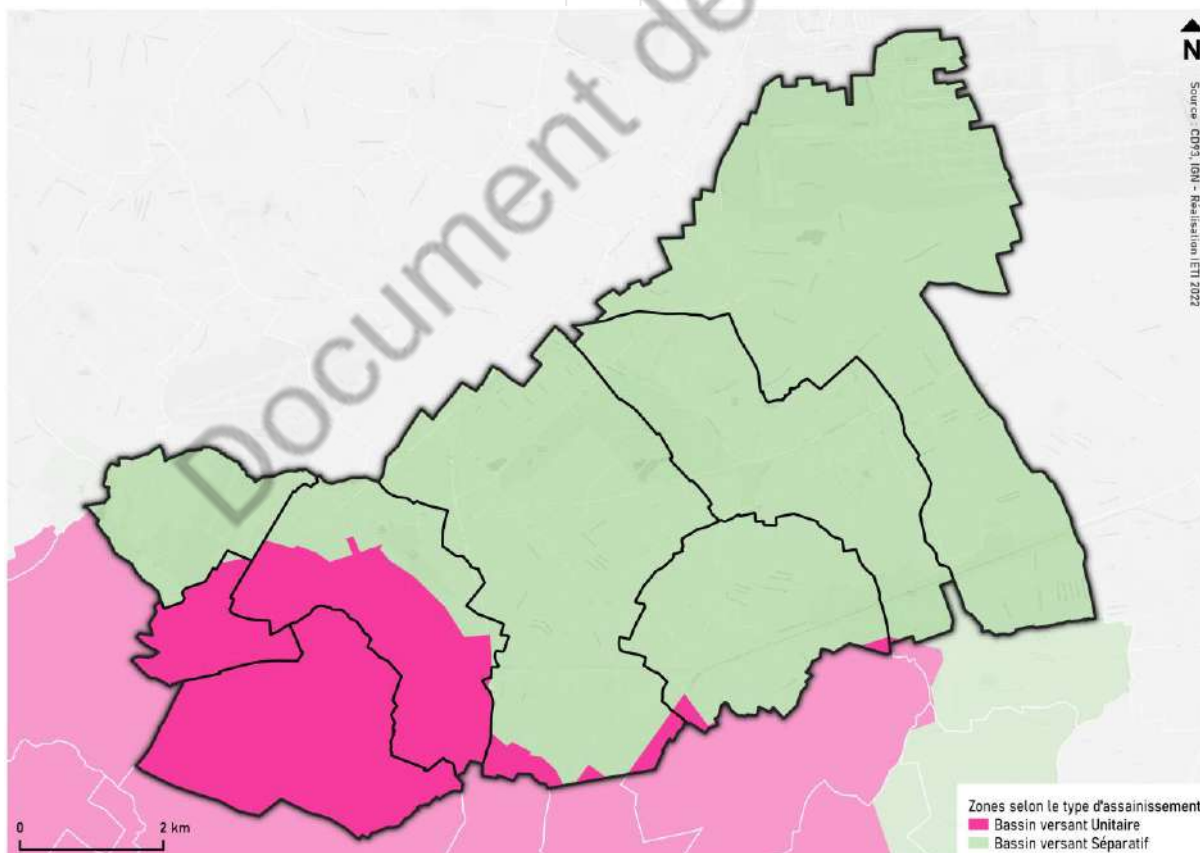 Document de
N
Source : CD93, IGN - Réalisation IETI 2022
0 2 km
Zones selon le type d'assainissement
Bassin versant Unitaire
Bassin versant Séparatif